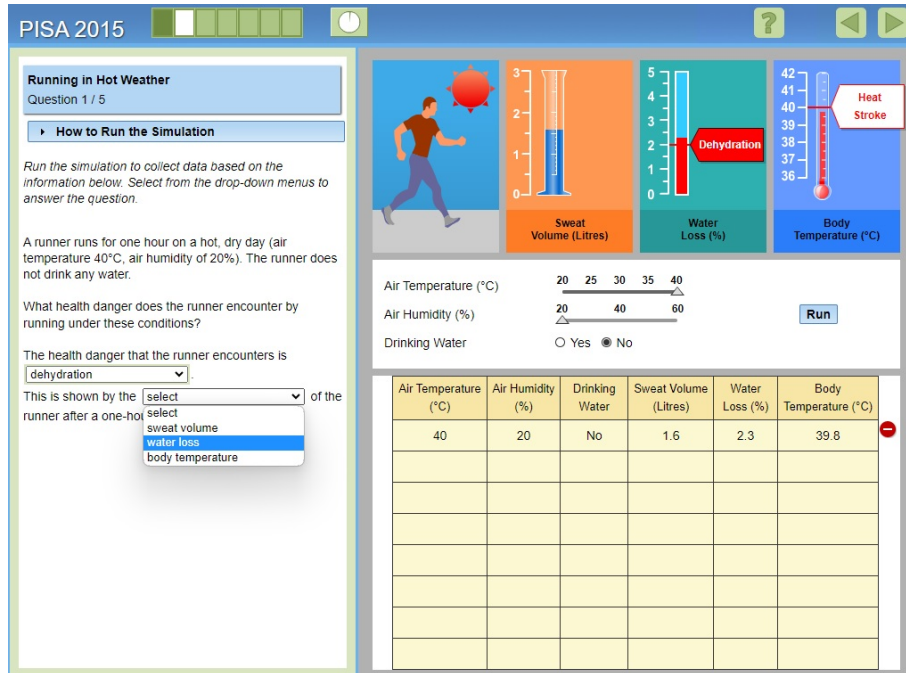 PISA 2015
?
Running in Hot Weather
Question 1 / 5
How to Run the Simulation
Run the simulation to collect data based on the
information below. Select from the drop-down menus to
answer the question.
A runner runs for one hour on a hot, dry day (air
temperature 40°C, air humidity of 20%). The runner does
not drink any water.
What health danger does the runner encounter by
running under these conditions?
The health danger that the runner encounters is
dehydration .
This is shown by the select of the
runner after a one-hou
select
sweat volume
water loss
body temperature
3
2
1
0
Sweat
Volume (Litres)
5
4
3
2
1
0
Dehydration
Water
Loss (%)
42
41
40
39
38
37
36
Heat
Stroke
Body
Temperature (°C)
Air Temperature (°C) 20 25 30 35 40
Air Humidity (%) 20 40 60
Run
Drinking Water Yes No
Air Temperature (°C) Air Humidity (%) Drinking Water Sweat Volume (Litres) Water Loss (%) Body Temperature (°C)
40 20 No 1.6 2.3 39.8